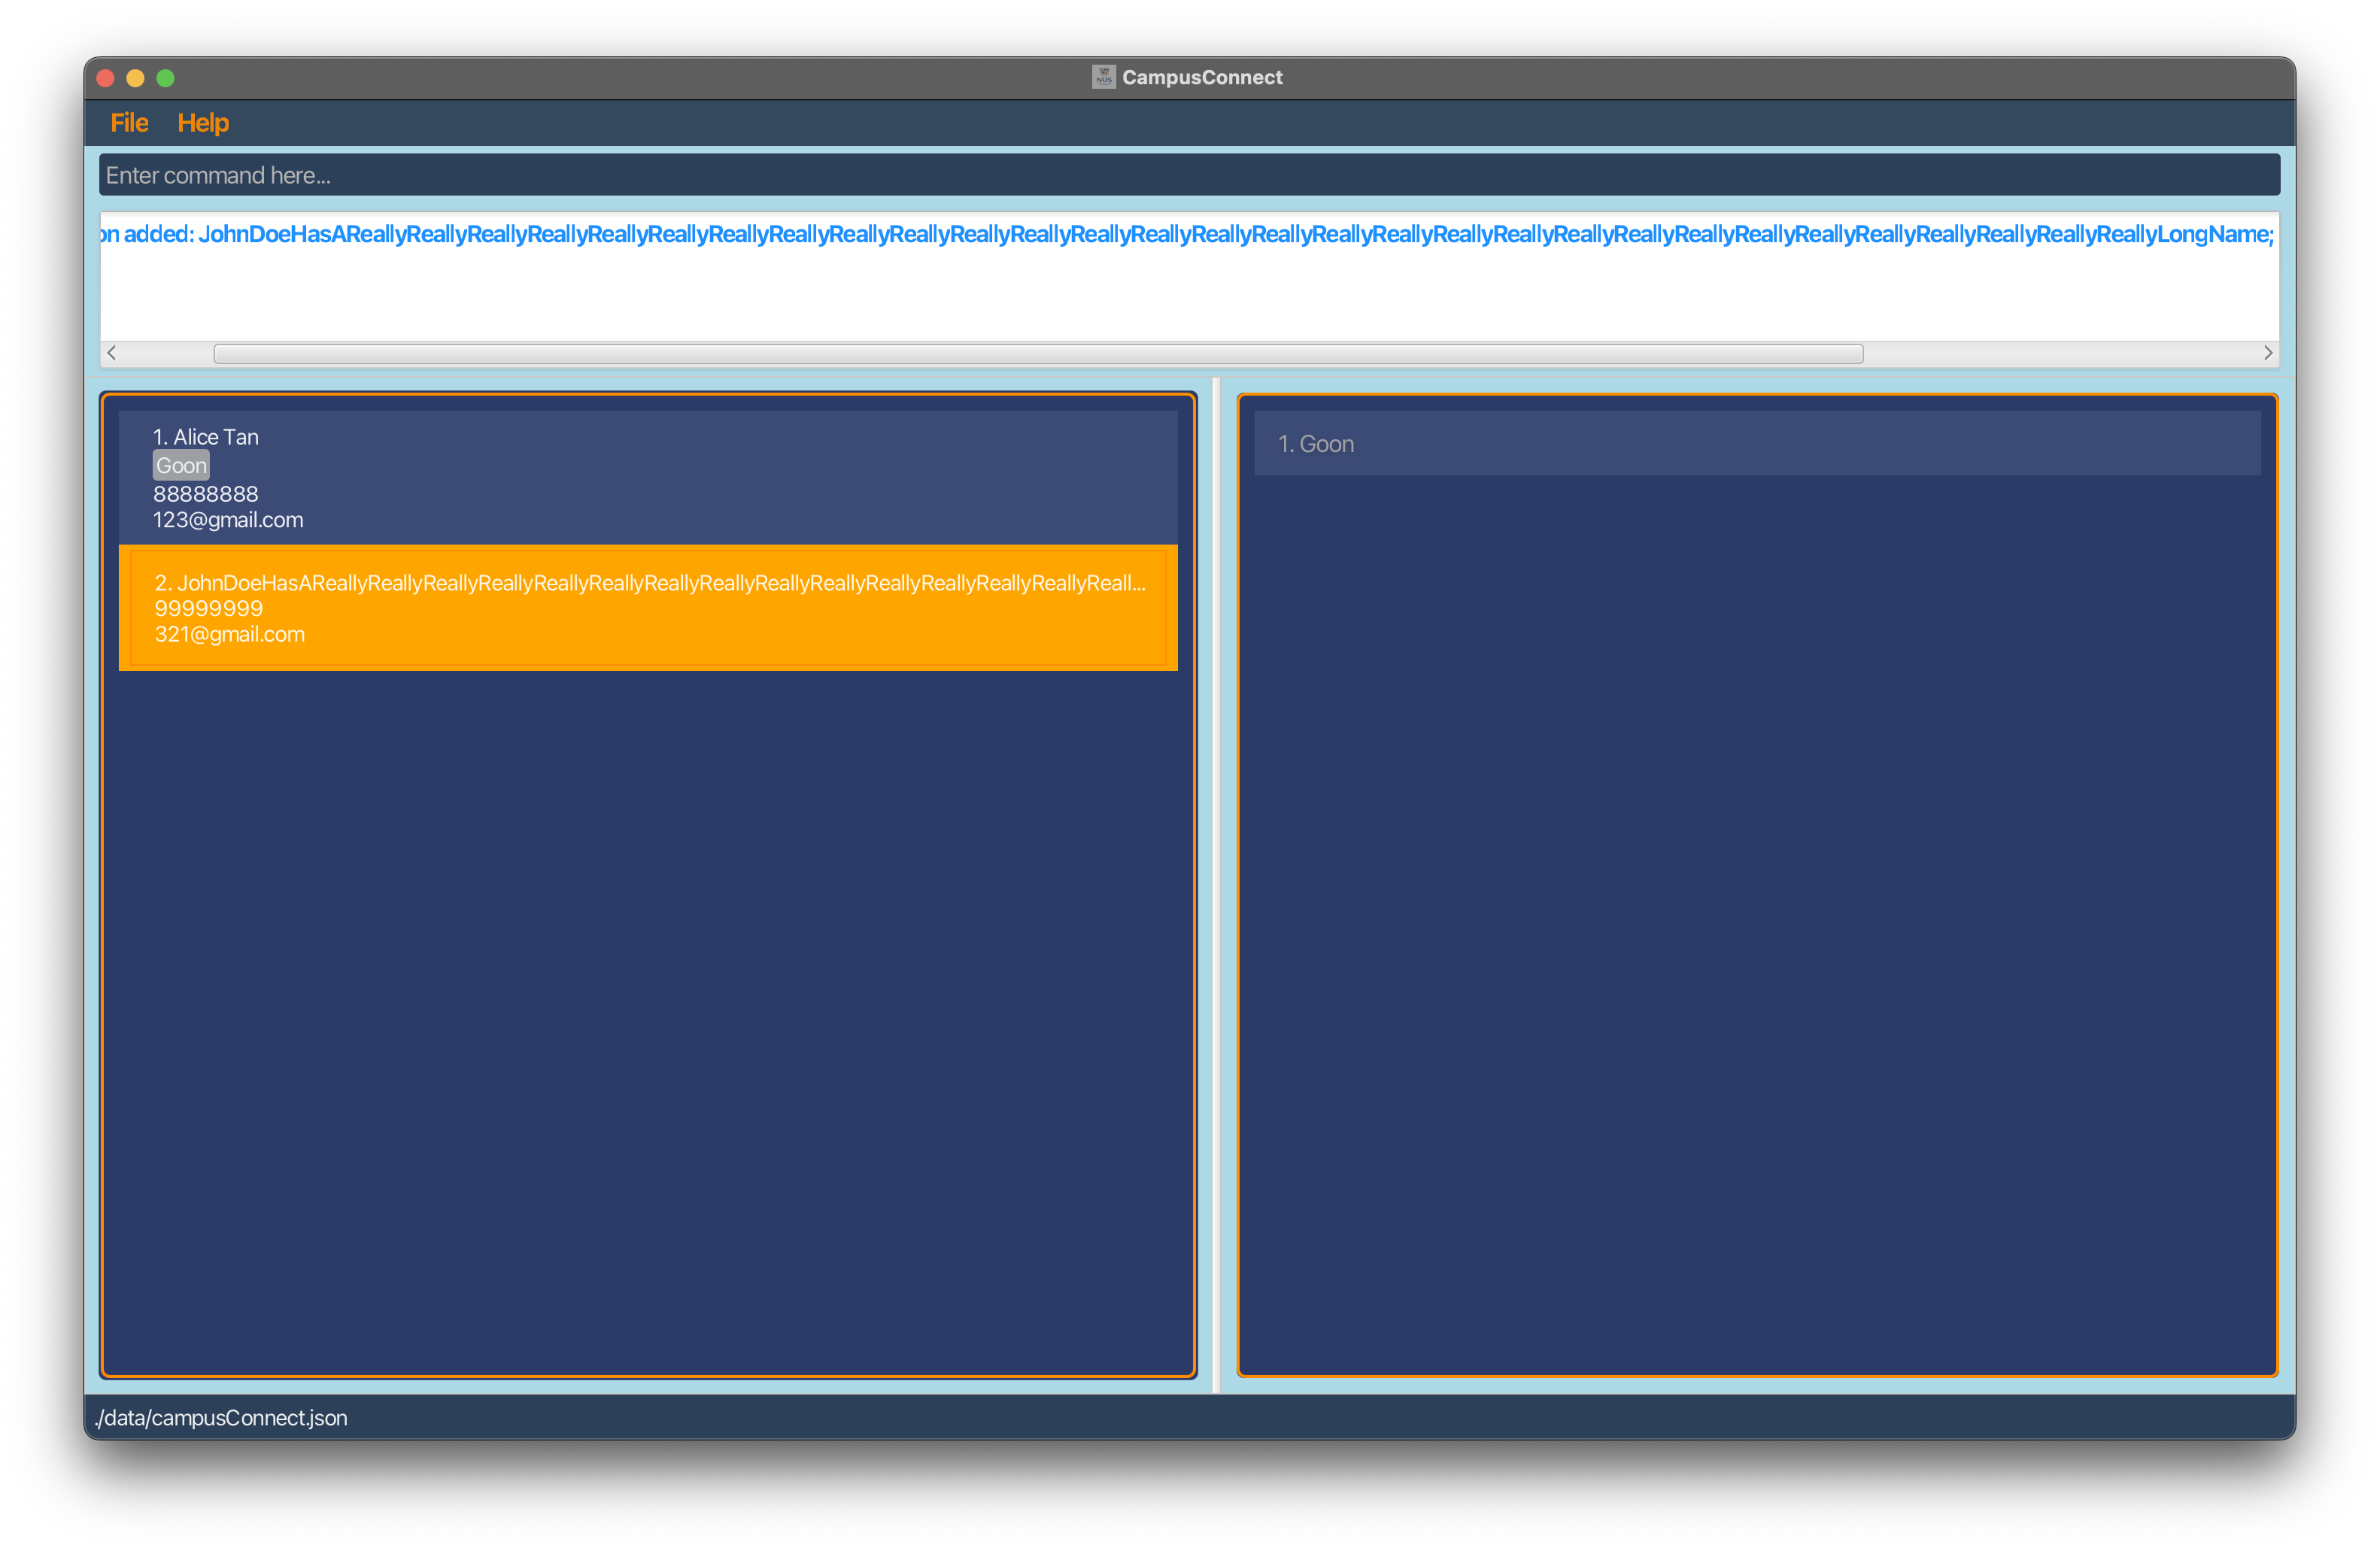 CampusConnect
File Help
Enter command here...
on added: JohnDoeHasAReallyReallyReallyReallyReallyReallyReallyReallyReallyReallyReallyReallyReallyReallyReallyReallyReallyReallyReallyReallyReallyReallyReallyReallyReallyReallyReallyReallyReallyReallyLongName;
1. Alice Tan
Goon
88888888
123@gmail.com
2. JohnDoeHasAReallyReallyReallyReallyReallyReallyReallyReallyReallyReallyReallyReallyReallyReallyReall...
99999999
321@gmail.com
1. Goon
./data/campusConnect.json